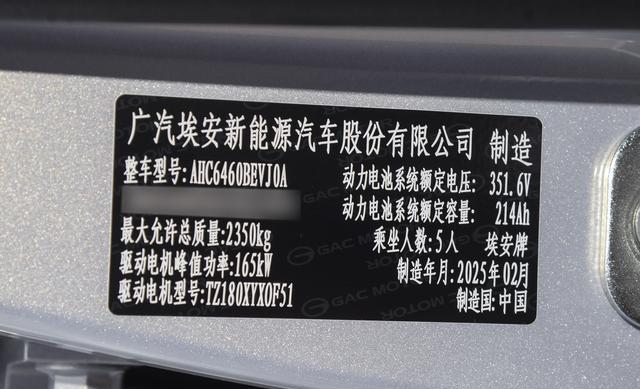 广汽埃安新能源汽车股份有限公司 制造
整车型号:AHC6460BEVJ0A
动力电池系统额定电压: 351.6V
动力电池系统额定容量: 214Ah
最大允许总质量:2350kg
乘坐人数:5人 埃安牌
驱动电机峰值功率:165kW
制造年月:2025年02月
驱动电机型号:TZ180XYX0F51
制造国:中国
GAC MOTOR